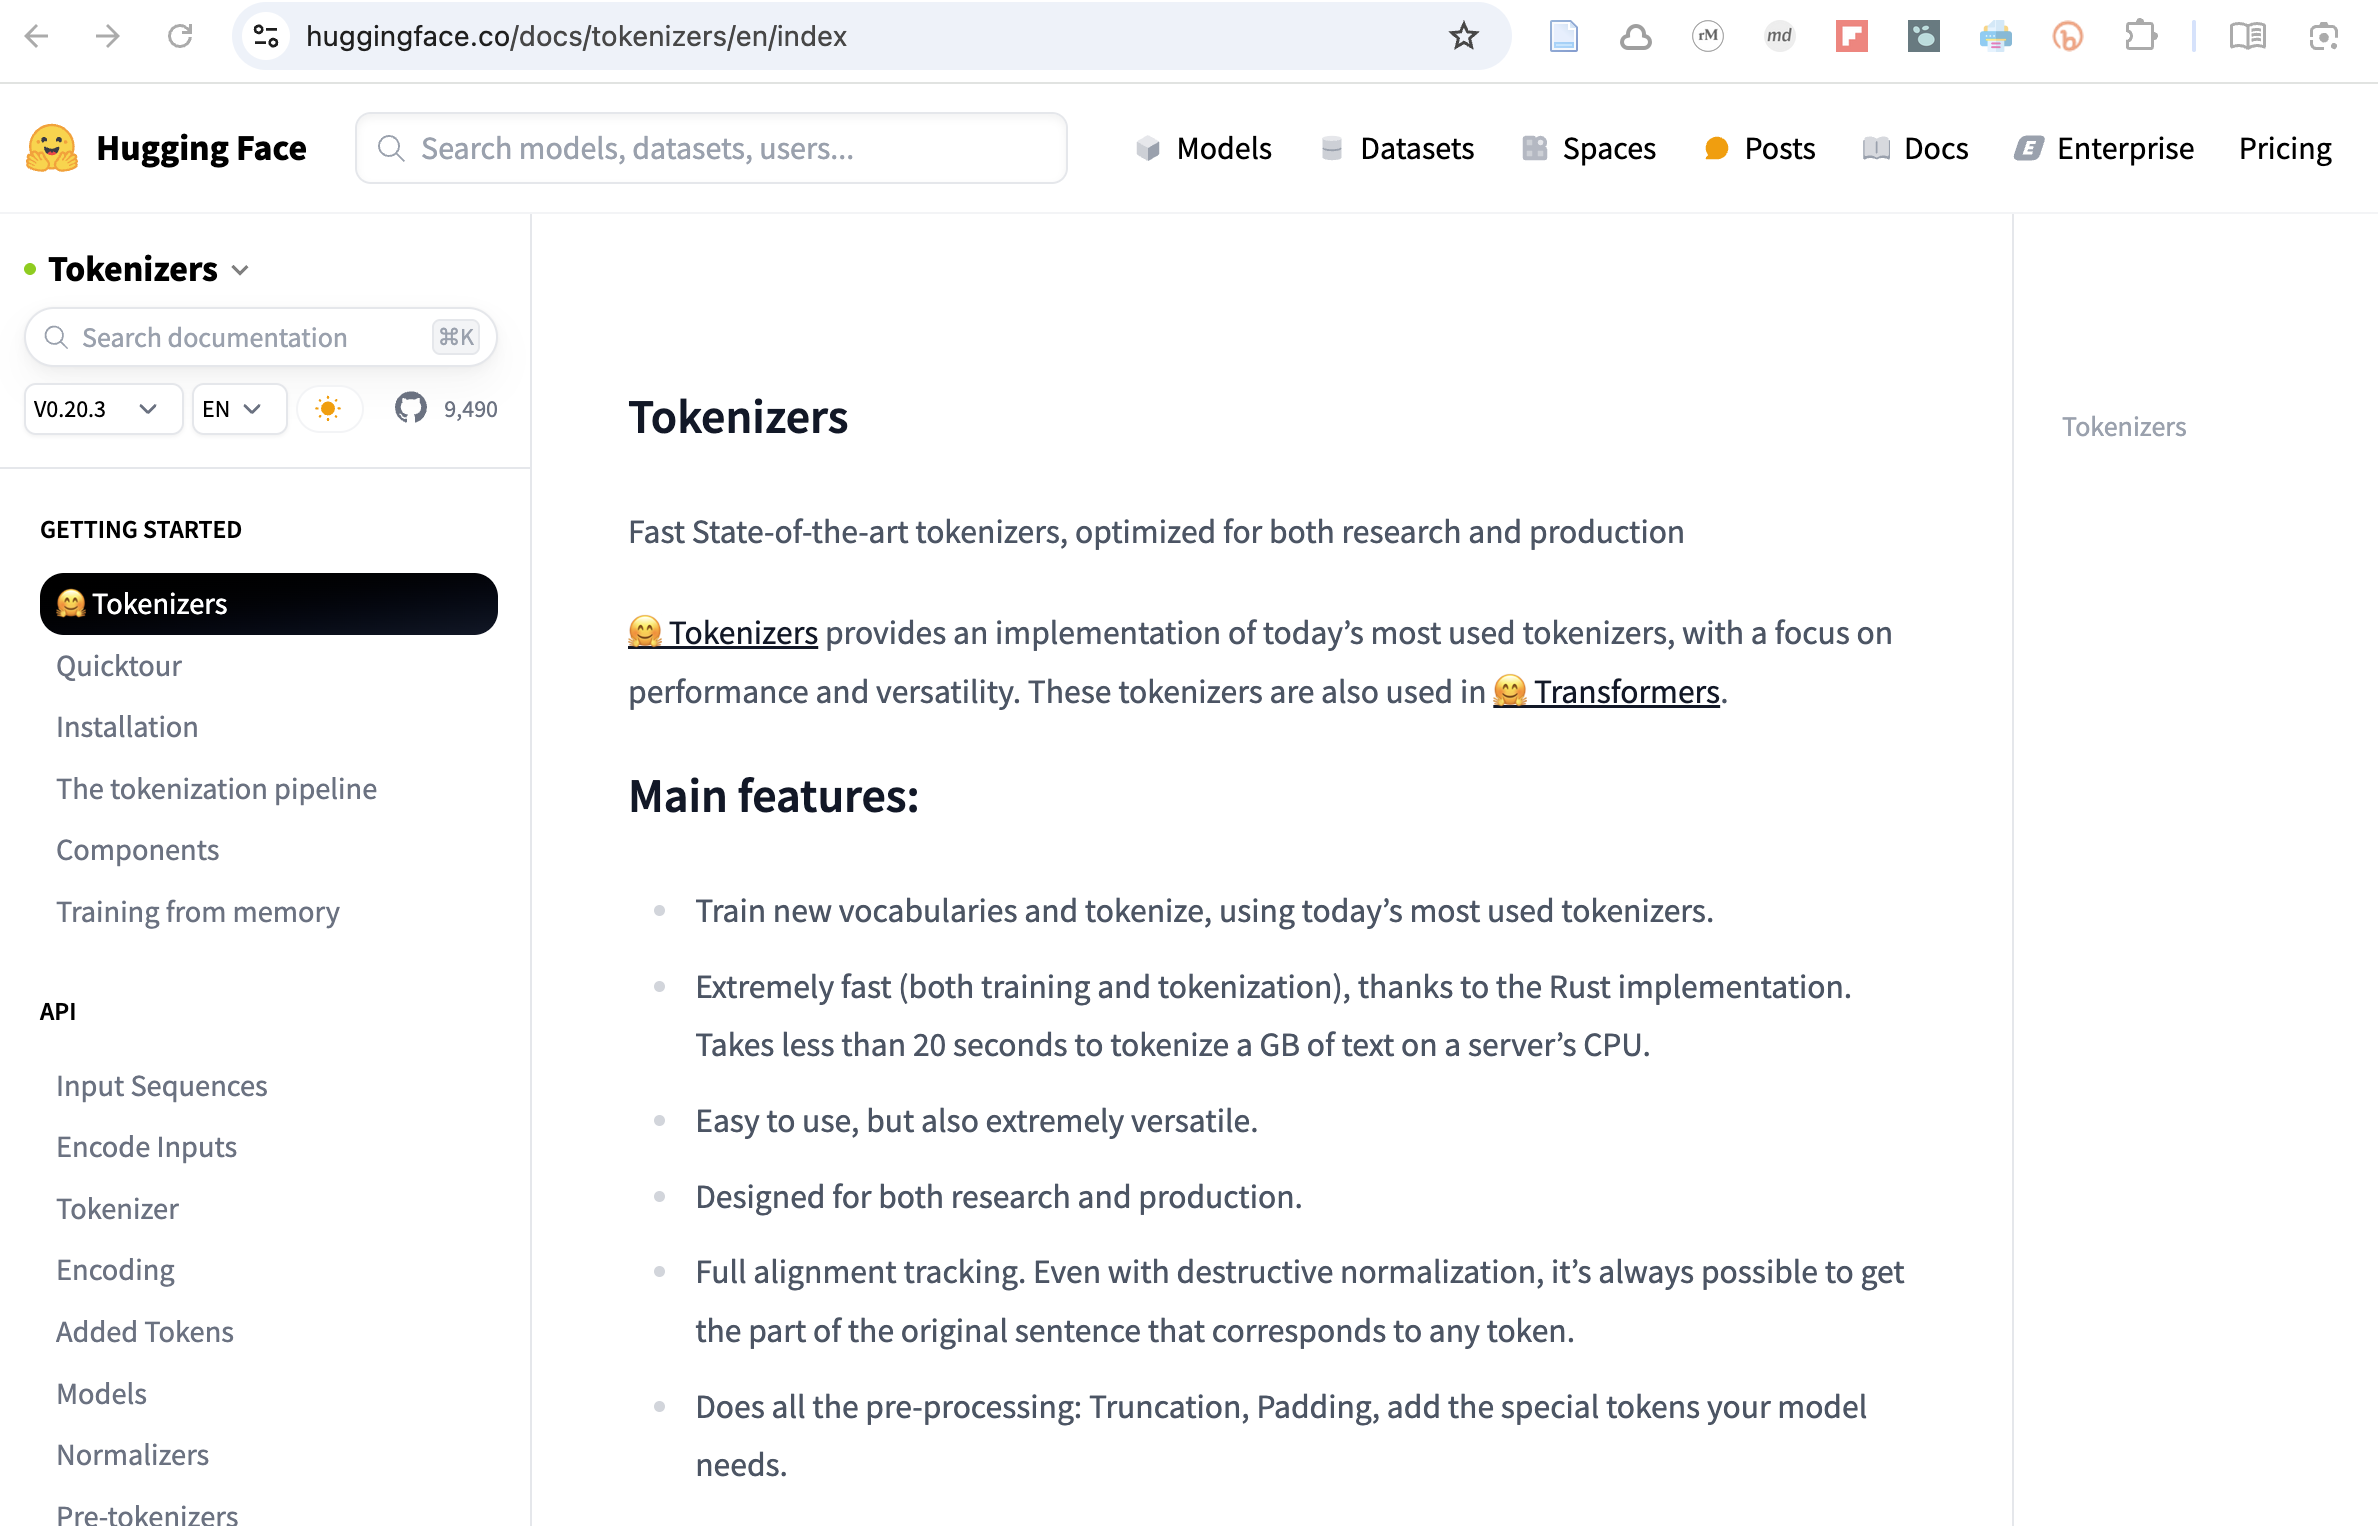 huggingface.co/docs/tokenizers/en/index
rM
md
Hugging Face
Search models, datasets, users...
Models
Datasets
Spaces
Posts
Docs
E Enterprise
Pricing
Tokenizers
Search documentation
⌘K
V0.20.3
EN
9,490
GETTING STARTED
🤗 Tokenizers
Quicktour
Installation
The tokenization pipeline
Components
Training from memory
API
Input Sequences
Encode Inputs
Tokenizer
Encoding
Added Tokens
Models
Normalizers
Pre-tokenizers
Tokenizers
Fast State-of-the-art tokenizers, optimized for both research and production
🤗 Tokenizers provides an implementation of today’s most used tokenizers, with a focus on
performance and versatility. These tokenizers are also used in 🤗 Transformers.
Main features:
Train new vocabularies and tokenize, using today’s most used tokenizers.
Extremely fast (both training and tokenization), thanks to the Rust implementation.
Takes less than 20 seconds to tokenize a GB of text on a server’s CPU.
Easy to use, but also extremely versatile.
Designed for both research and production.
Full alignment tracking. Even with destructive normalization, it’s always possible to get
the part of the original sentence that corresponds to any token.
Does all the pre-processing: Truncation, Padding, add the special tokens your model
needs.
Tokenizers